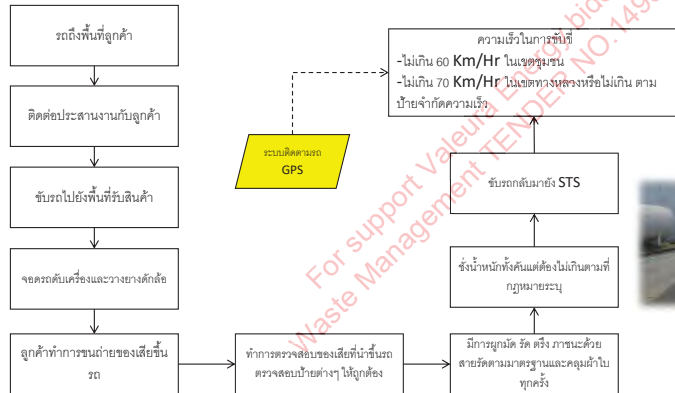 รถถึงพื้นที่ลูกค้า
ติดต่อประสานงานกับลูกค้า
ขับรถไปยังพื้นที่รับสินค้า
จอดรถดับเครื่องและวางยางดักล้อ
ลูกค้าทำการขนถ่ายของเสียขึ้น
รถ
ทำการตรวจสอบของเสียที่นำขึ้นรถ
ตรวจสอบป้ายต่างๆ ให้ถูกต้อง
มีการผูกมัด รัด ตรึง ภาชนะด้วย
สายรัดตามมาตรฐานและคลุมผ้าใบ
ทุกครั้ง
ชั่งน้ำหนักทั้งคันแต่ต้องไม่เกินตามที่
กฎหมายระบุ
ขับรถกลับมายัง STS
ความเร็วในการขับขี่
-ไม่เกิน 60 Km/Hr ในเขตชุมชน
-ไม่เกิน 70 Km/Hr ในเขตทางหลวงหรือไม่เกิน ตาม
ป้ายจำกัดความเร็ว
ระบบติดตามรถ
GPS
For support Valeura Energy
Waste Management TENDER NO.